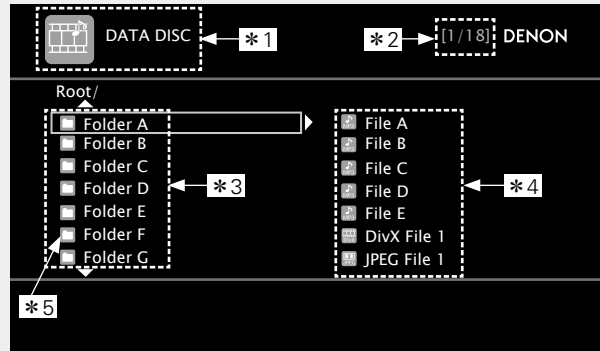 DATA DISC
*1
*2
[1/18]
DENON
Root/
Folder A
Folder B
Folder C
Folder D
Folder E
Folder F
Folder G
*3
File A
File B
File C
File D
File E
DivX File 1
JPEG File 1
*4
*5